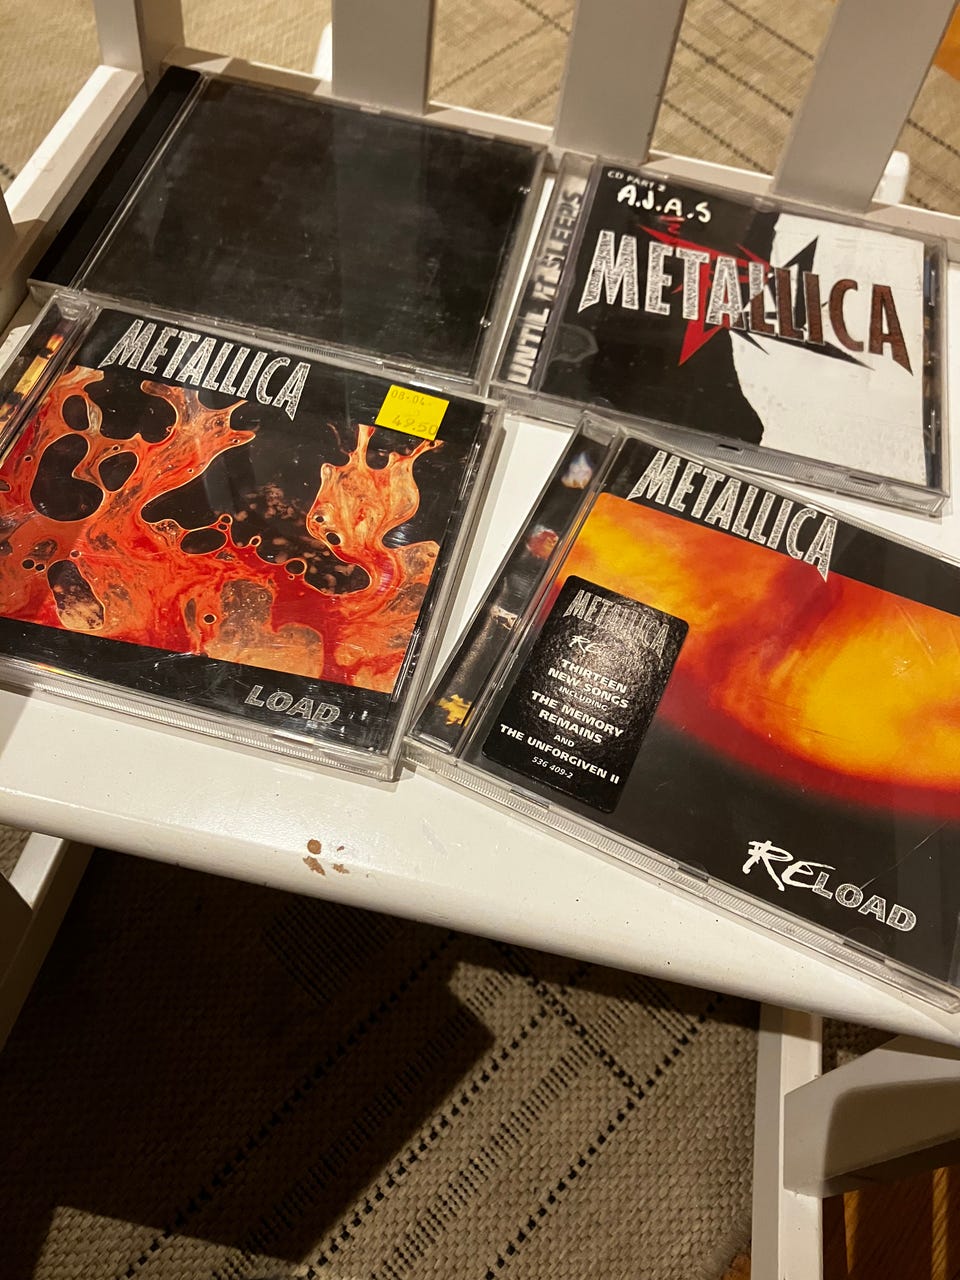 CD PART 2
A.J.A.S
METALLICA
UNTIL IT SLEEPS
METALLICA
08.04.
49.50
LOAD
METALLICA
METALLICA
RE
THIRTEEN
NEW SONGS
INCLUDING
THE MEMORY
REMAINS
AND
THE UNFORGIVEN II
536 409-2
RELOAD